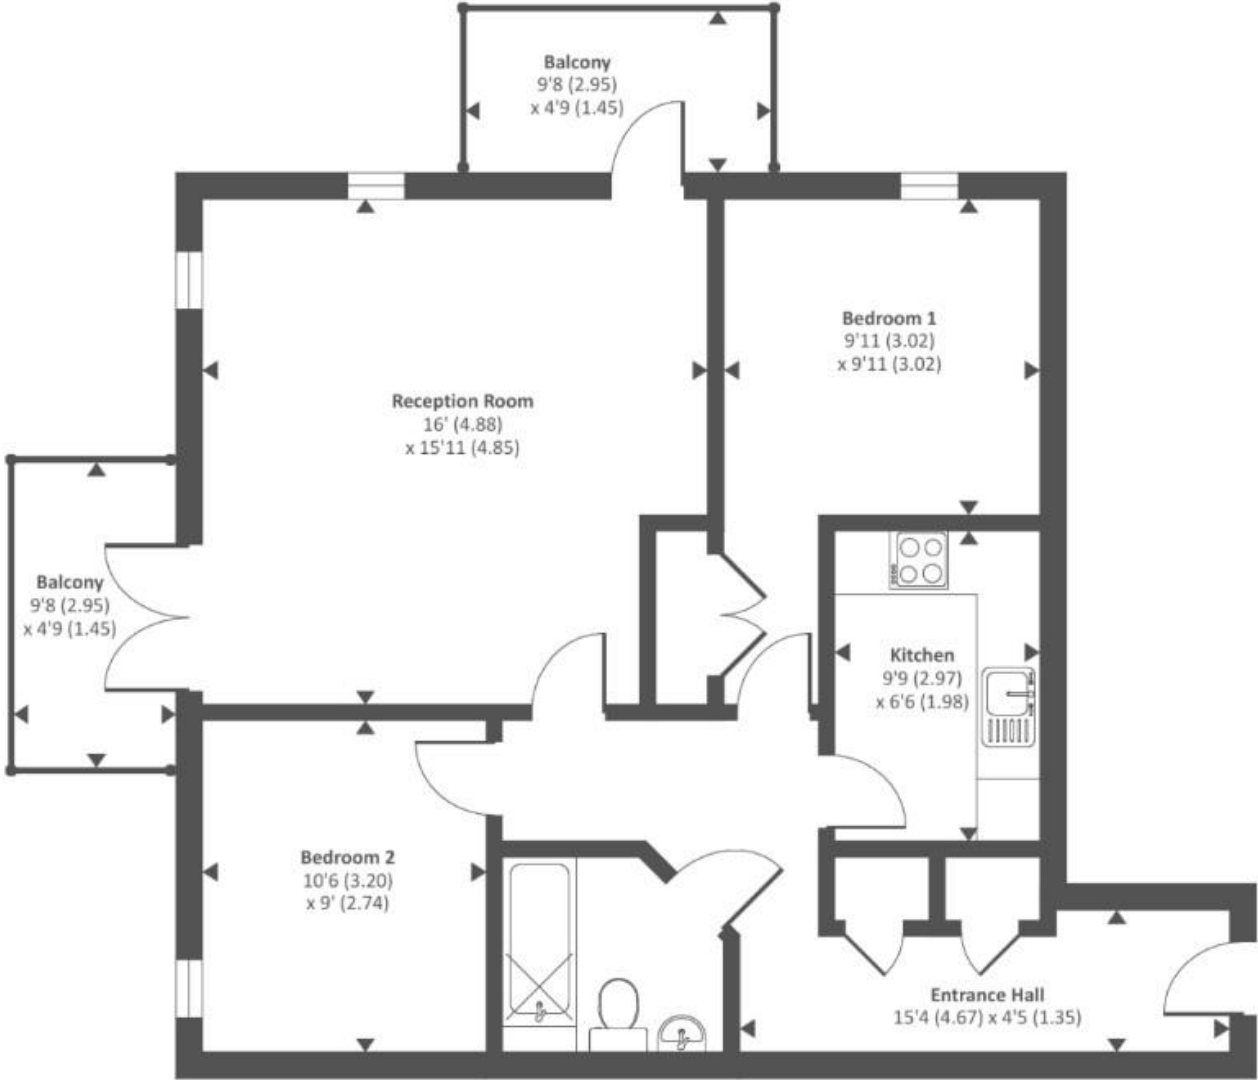 Balcony
9'8 (2.95)
x 4'9 (1.45)
Bedroom 1
9'11 (3.02)
x 9'11 (3.02)
Reception Room
16' (4.88)
x 15'11 (4.85)
Balcony
9'8 (2.95)
x 4'9 (1.45)
Kitchen
9'9 (2.97)
x 6'6 (1.98)
Bedroom 2
10'6 (3.20)
x 9' (2.74)
Entrance Hall
15'4 (4.67) x 4'5 (1.35)